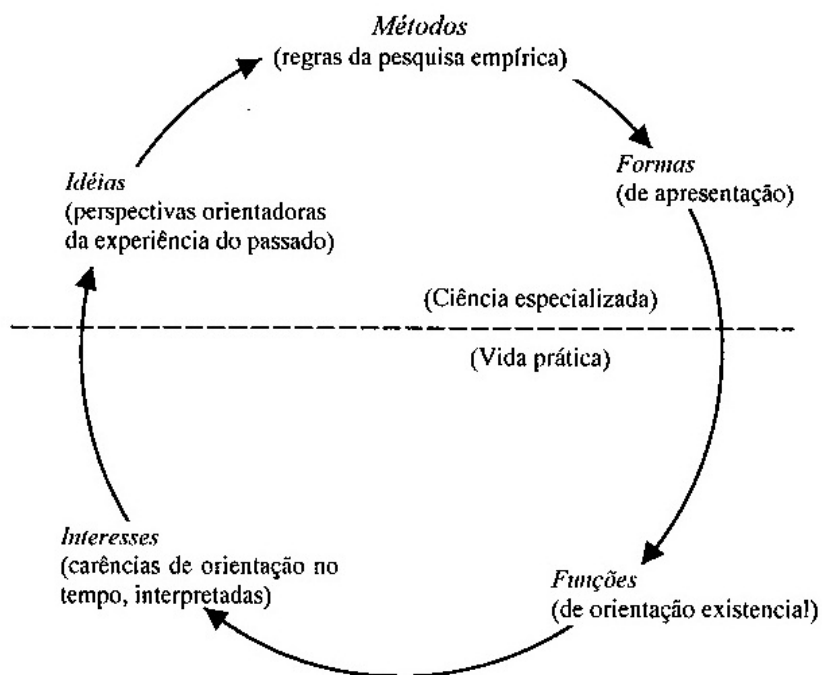 Métodos
(regras da pesquisa empírica)
Formas
(de apresentação)
Idéias
(perspectivas orientadoras
da experiência do passado)
(Ciência especializada)
(Vida prática)
Interesses
(carências de orientação no
tempo, interpretadas)
Funções
(de orientação existencial)